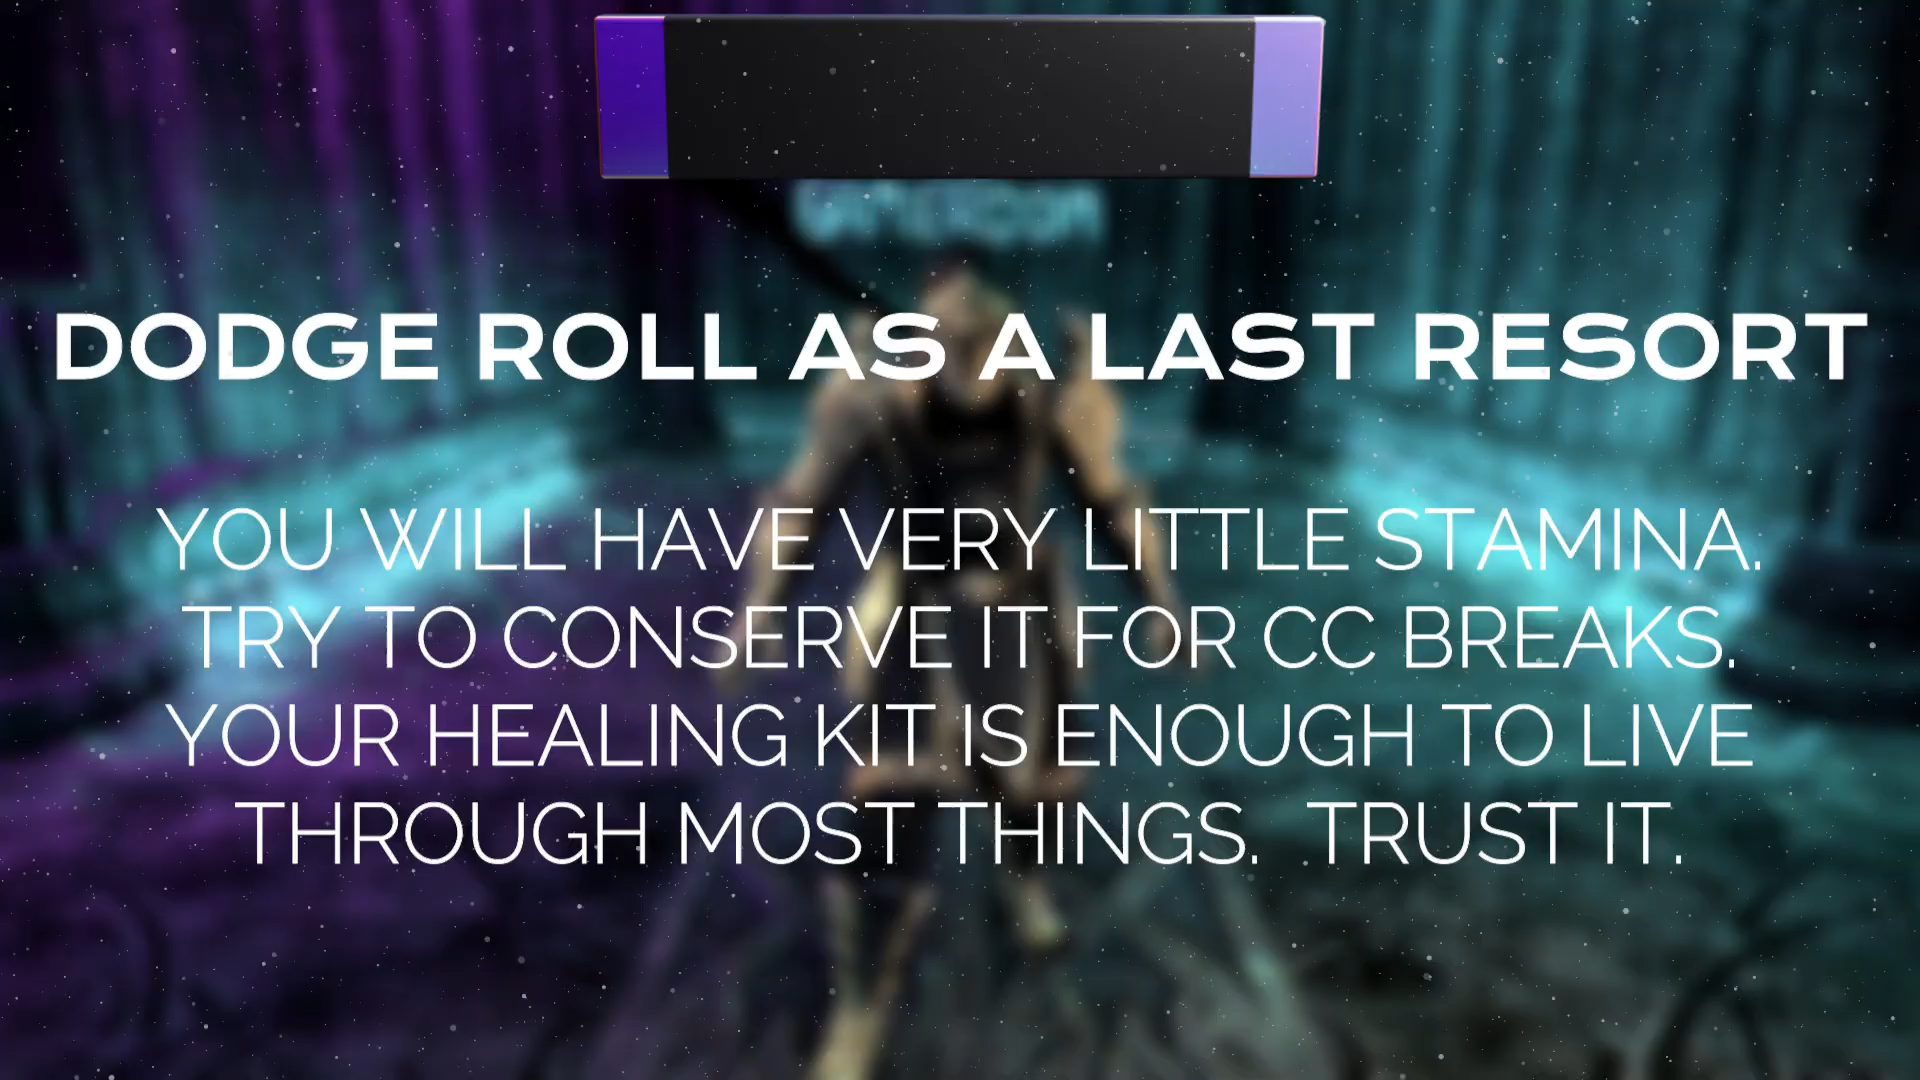 DODGE ROLL AS A LAST RESORT
YOU WILL HAVE VERY LITTLE STAMINA.
TRY TO CONSERVE IT FOR CC BREAKS.
YOUR HEALING KIT IS ENOUGH TO LIVE
THROUGH MOST THINGS. TRUST IT.